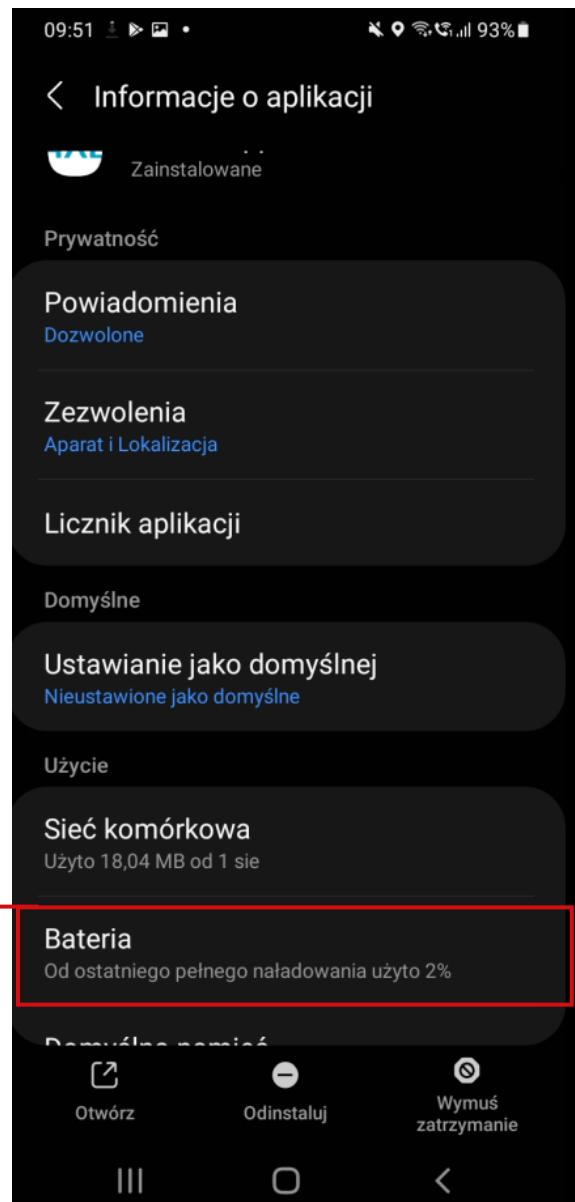 09:51 93%
Informacje o aplikacji
Zainstalowane
Prywatność
Powiadomienia
Dozwolone
Zezwolenia
Aparat i Lokalizacja
Licznik aplikacji
Domyślne
Ustawianie jako domyślnej
Nieustawione jako domyślne
Użycie
Sieć komórkowa
Użyto 18,04 MB od 1 sie
Bateria
Od ostatniego pełnego naładowania użyto 2%
Domyślna pamięć
Otwórz
Odinstaluj
Wymuś
zatrzymanie